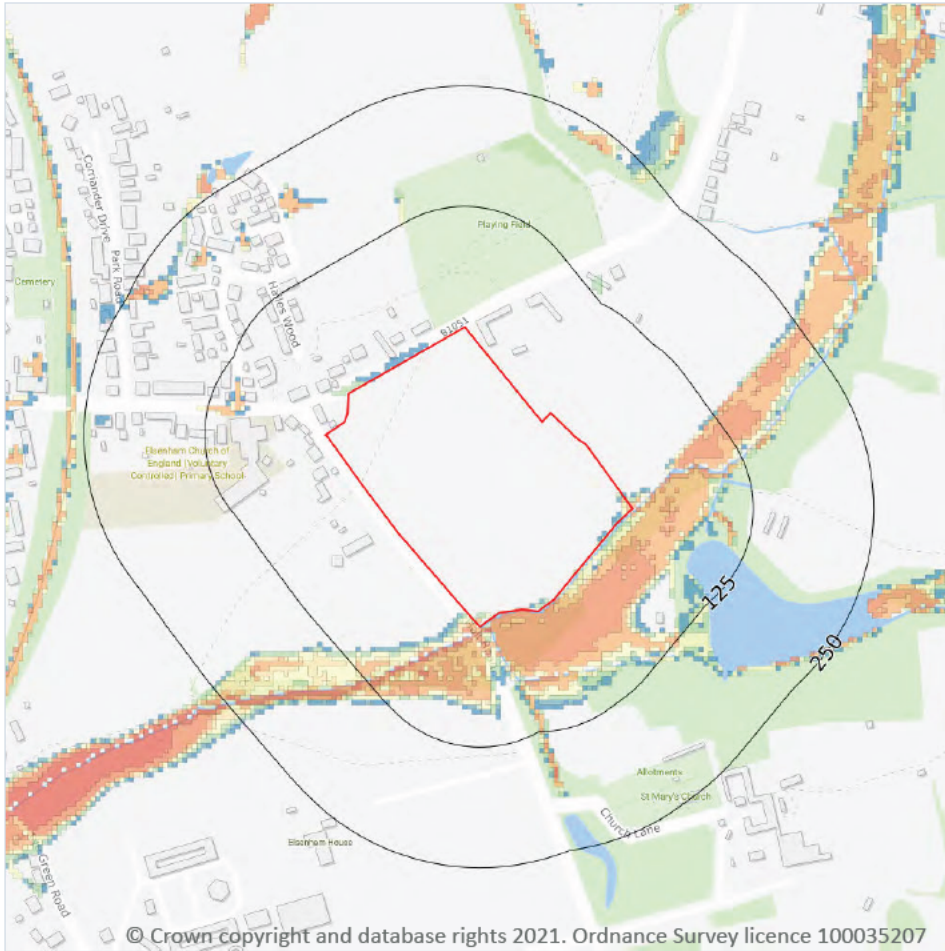 Commander Drive
Park Road
Cemetery
Hailes Wood
Playing Field
B1051
Elsenham Church of
England (Voluntary
Controlled) Primary School
125
250
Allotments
St Mary's Church
Church Lane
Elsenham House
Green Road
© Crown copyright and database rights 2021. Ordnance Survey licence 100035207